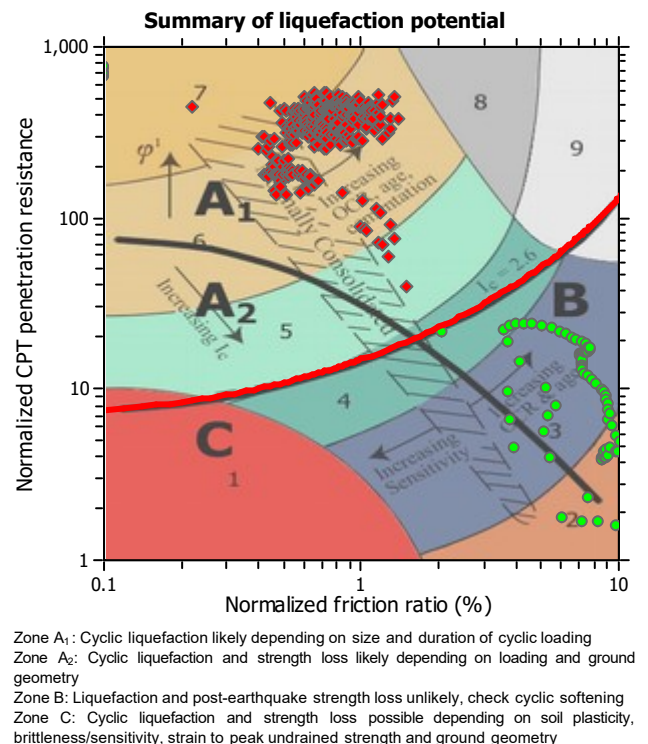 Summary of liquefaction potential
1,000
100
10
1
Normalized CPT penetration resistance
7
8
9
φ'
A1
Increasing
OCR, age,
cementation
6
Consolidated
Ic = 2.6
A2
B
Increasing Ic
5
4
Increasing
OCR & age
3
C
Increasing
Sensitivity
1
2
0.1
1
10
Normalized friction ratio (%)
Zone A1: Cyclic liquefaction likely depending on size and duration of cyclic loading
Zone A2: Cyclic liquefaction and strength loss likely depending on loading and ground
geometry
Zone B: Liquefaction and post-earthquake strength loss unlikely, check cyclic softening
Zone C: Cyclic liquefaction and strength loss possible depending on soil plasticity,
brittleness/sensitivity, strain to peak undrained strength and ground geometry